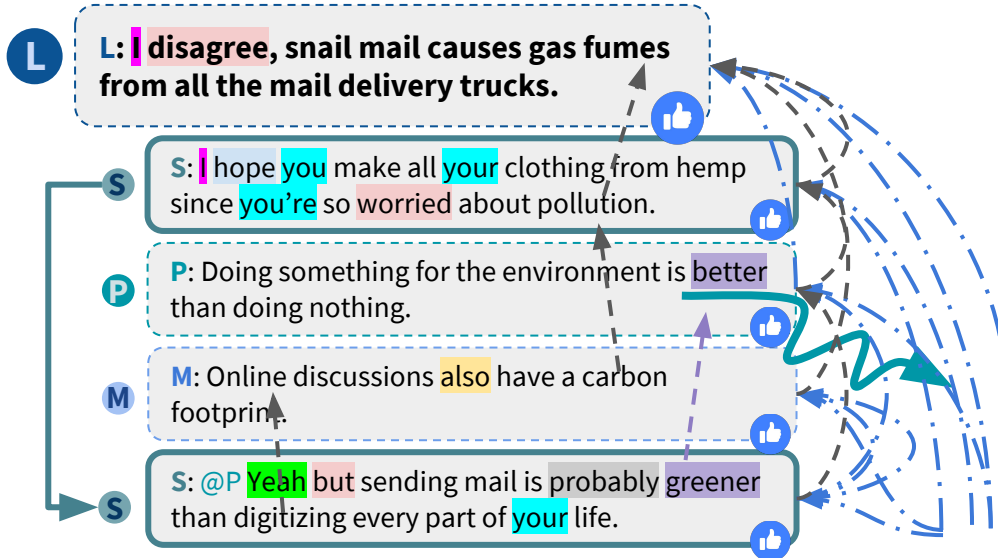 L
L: I disagree, snail mail causes gas fumes
from all the mail delivery trucks.
S
S: I hope you make all your clothing from hemp
since you're so worried about pollution.
P
P: Doing something for the environment is better
than doing nothing.
M
M: Online discussions also have a carbon
footprint.
S
S: @P Yeah but sending mail is probably greener
than digitizing every part of your life.